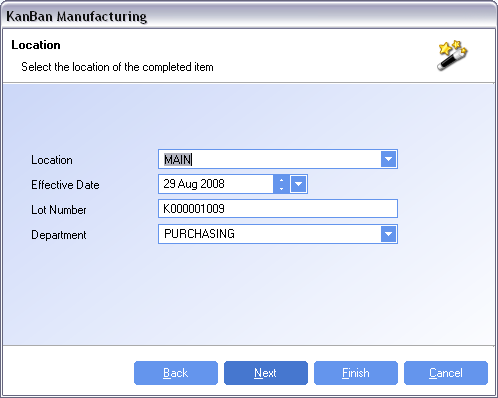 KanBan Manufacturing
Location
Select the location of the completed item
Location MAIN
Effective Date 29 Aug 2008
Lot Number K000001009
Department PURCHASING
Back Next Finish Cancel